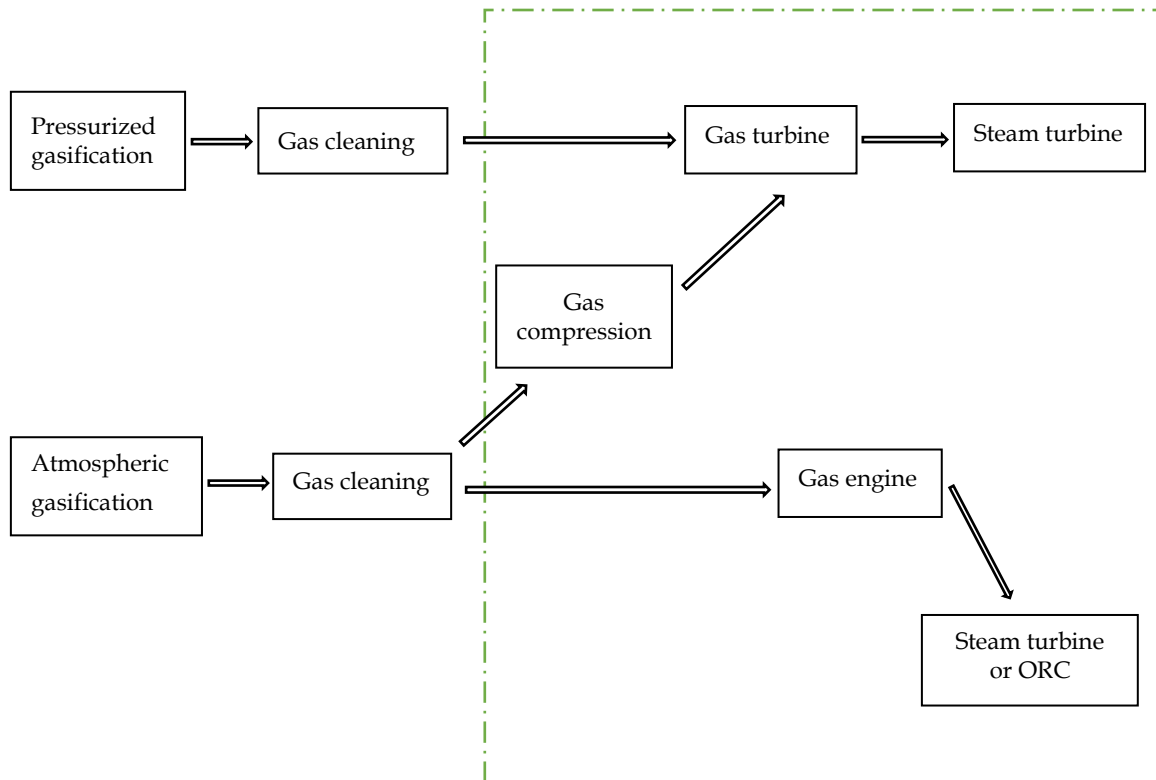 Pressurized
gasification
Gas cleaning
Gas turbine
Steam turbine
Gas
compression
Atmospheric
gasification
Gas cleaning
Gas engine
Steam turbine
or ORC